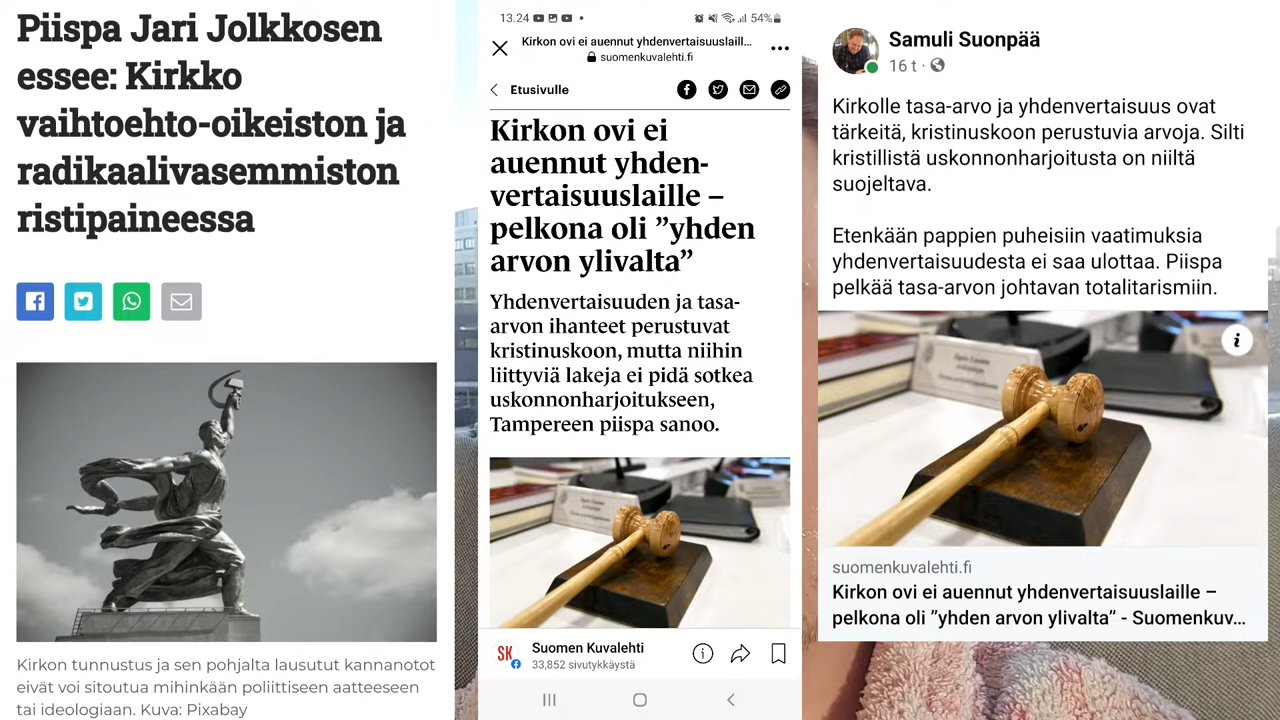 Piispa Jari Jolkkosen
essee: Kirkko
vaihtoehto-oikeiston ja
radikaalivasemmiston
ristipaineessa
Kirkon tunnustus ja sen pohjalta lausutut kannanotot
eivät voi sitoutua mihinkään poliittiseen aatteeseen
tai ideologiaan. Kuva: Pixabay
13.24
54%
Kirkon ovi ei auennut yhdenvertaisuuslaill...
suomenkuvalehti.fi
Etusivulle
Kirkon ovi ei
auennut yhden-
vertaisuuslaille –
pelkona oli ”yhden
arvon ylivalta”
Yhdenvertaisuuden ja tasa-
arvon ihanteet perustuvat
kristinuskoon, mutta niihin
liittyviä lakeja ei pidä sotkea
uskonnonharjoitukseen,
Tampereen piispa sanoo.
SK
Suomen Kuvalehti
33,852 sivutykkäystä
Samuli Suonpää
16 t ·
Kirkolle tasa-arvo ja yhdenvertaisuus ovat
tärkeitä, kristinuskoon perustuvia arvoja. Silti
kristillistä uskonnonharjoitusta on niiltä
suojeltava.
Etenkään pappien puheisiin vaatimuksia
yhdenvertaisuudesta ei saa ulottaa. Piispa
pelkää tasa-arvon johtavan totalitarismiin.
suomenkuvalehti.fi
Kirkon ovi ei auennut yhdenvertaisuuslaille –
pelkona oli ”yhden arvon ylivalta” - Suomenkuv...